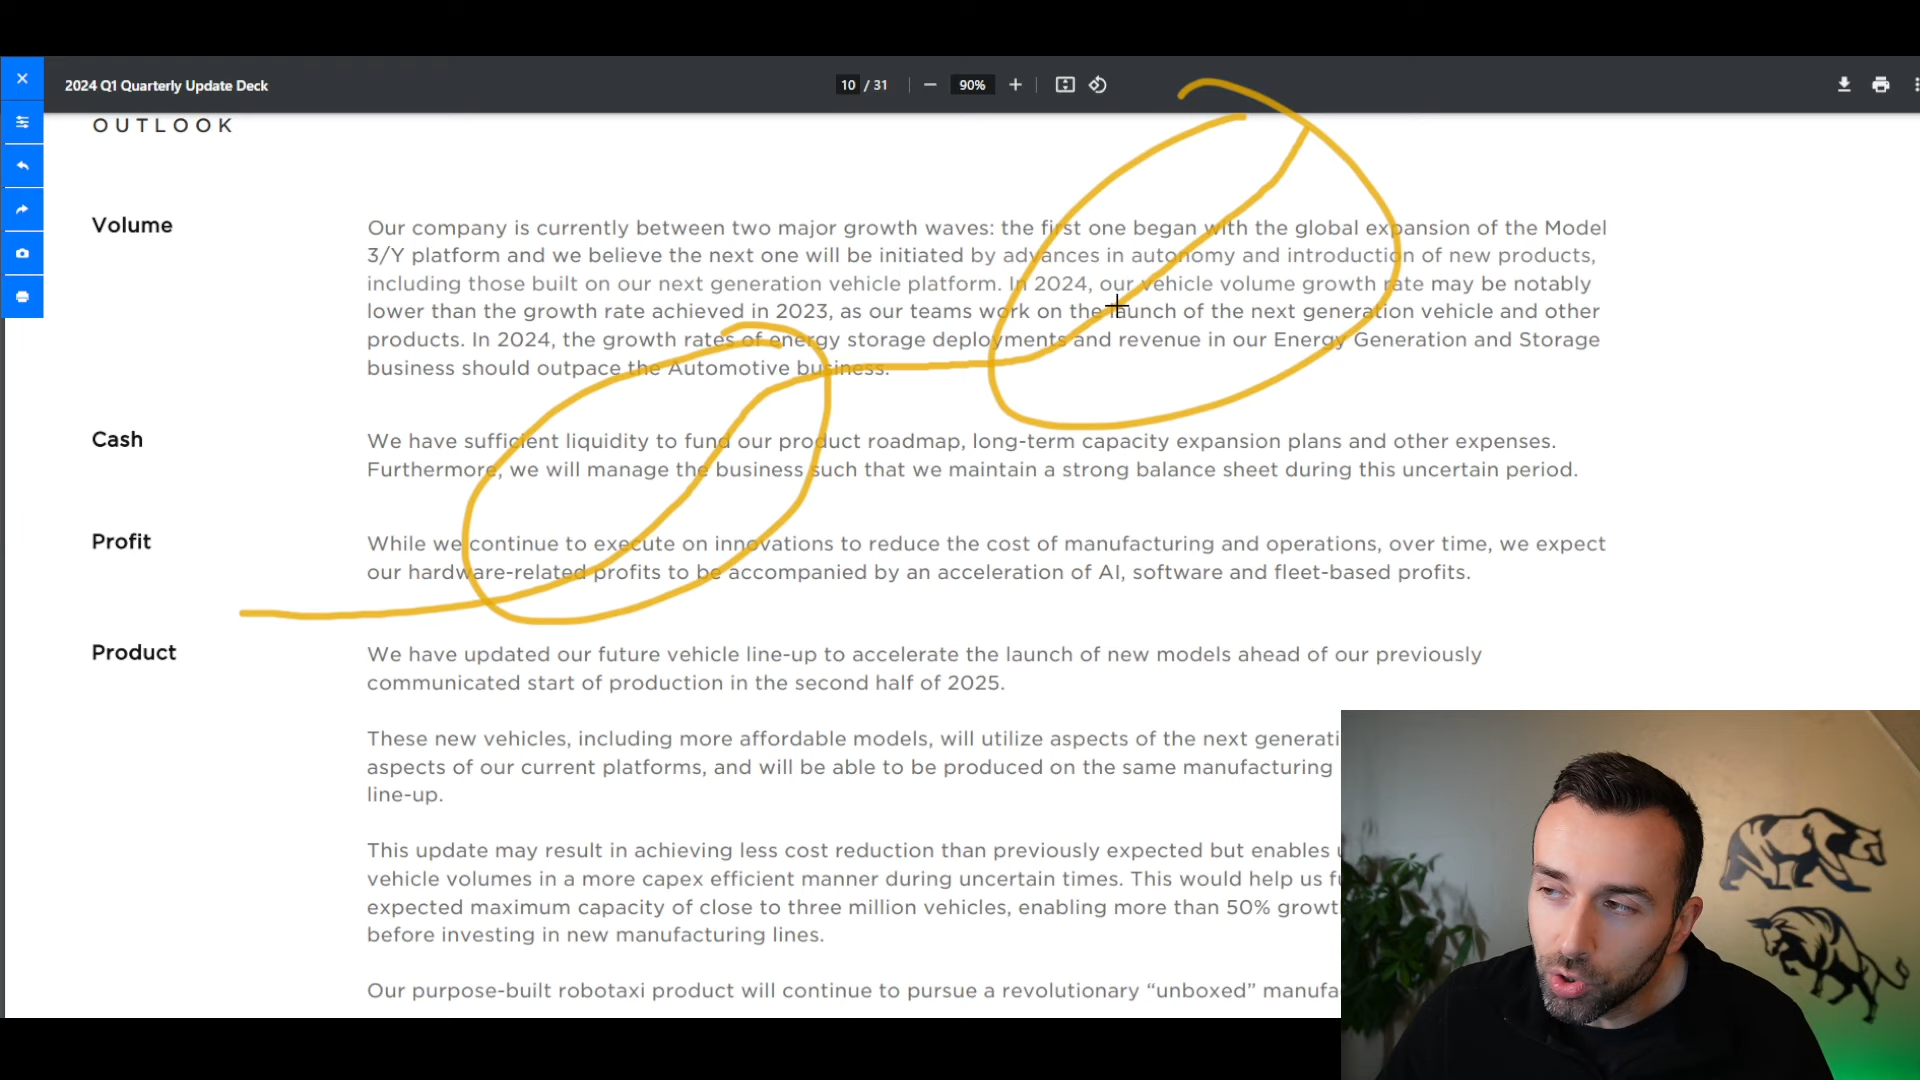 2024 Q1 Quarterly Update Deck
10 / 31
90%
OUTLOOK
Volume
Our company is currently between two major growth waves: the first one began with the global expansion of the Model
3/Y platform and we believe the next one will be initiated by advances in autonomy and introduction of new products,
including those built on our next generation vehicle platform. In 2024, our vehicle volume growth rate may be notably
lower than the growth rate achieved in 2023, as our teams work on the launch of the next generation vehicle and other
products. In 2024, the growth rates of energy storage deployments and revenue in our Energy Generation and Storage
business should outpace the Automotive business.
Cash
We have sufficient liquidity to fund our product roadmap, long-term capacity expansion plans and other expenses.
Furthermore, we will manage the business such that we maintain a strong balance sheet during this uncertain period.
Profit
While we continue to execute on innovations to reduce the cost of manufacturing and operations, over time, we expect
our hardware-related profits to be accompanied by an acceleration of AI, software and fleet-based profits.
Product
We have updated our future vehicle line-up to accelerate the launch of new models ahead of our previously
communicated start of production in the second half of 2025.
These new vehicles, including more affordable models, will utilize aspects of the next
aspects of our current platforms, and will be able to be produced on the same manufacturing
line-up.
This update may result in achieving less cost reduction than previously expected but enables
vehicle volumes in a more capex efficient manner during uncertain times. This would help us
expected maximum capacity of close to three million vehicles, enabling more than 50%
before investing in new manufacturing lines.
Our purpose-built robotaxi product will continue to pursue a revolutionary “unboxed”